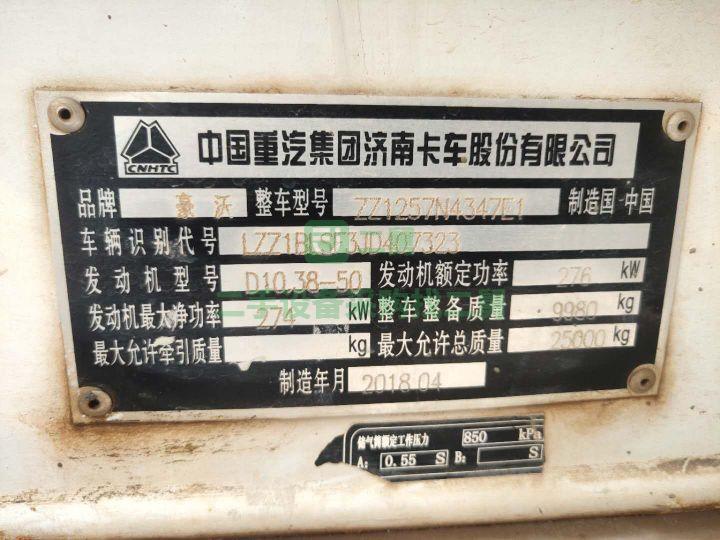 CNHTC 中国重汽集团济南卡车股份有限公司
品牌 豪沃 整车型号 ZZ1257N4347E1 制造国 中国
车辆识别代号
发动机型号 D10.38-50 发动机额定功率 276 kW
发动机最大净功率 274 kW 整车整备质量 9980 kg
最大允许牵引质量 kg 最大允许总质量 25000 kg
制造年月 2018.04
储气筒额定工作压力 850 kPa
A: 0.55 S B: S